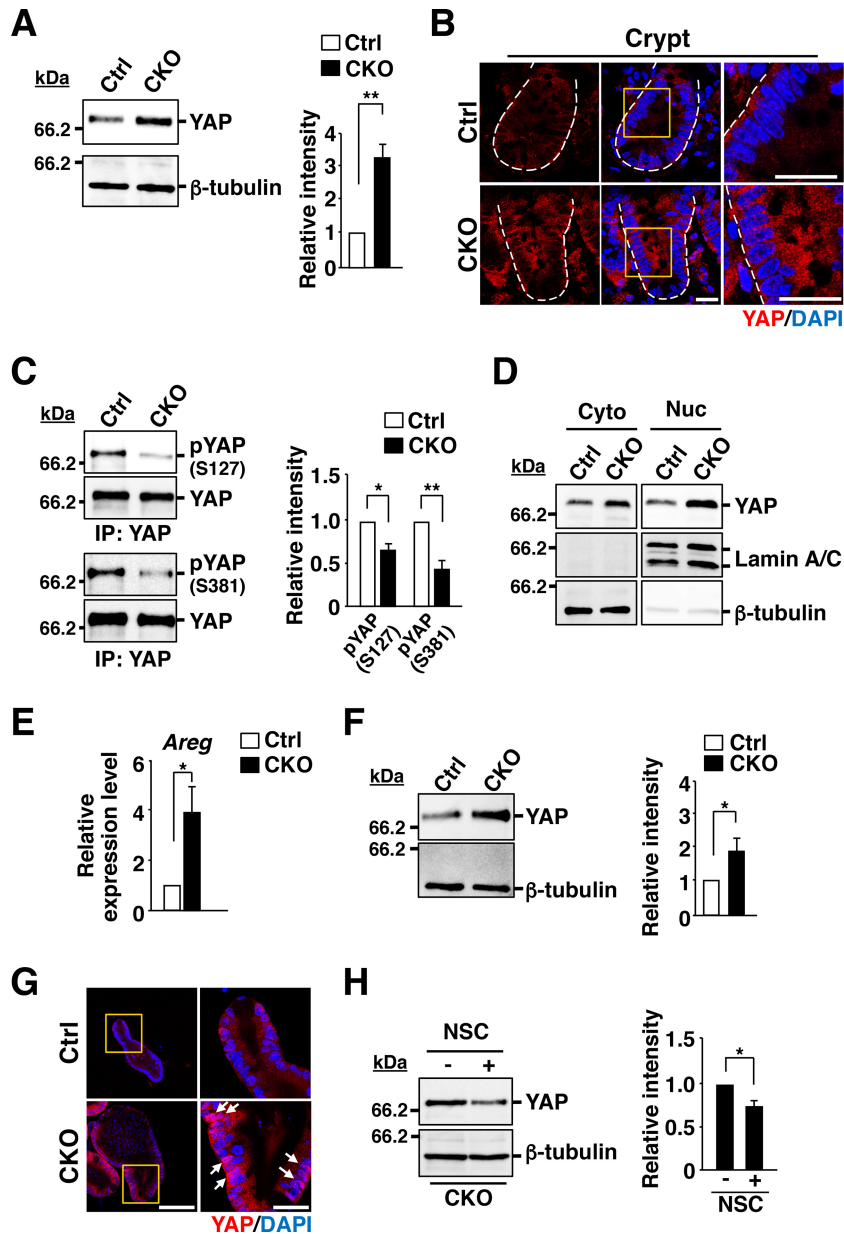 A
kDa
Ctrl
CKO
66.2
YAP
66.2
β-tubulin
Ctrl
CKO
**
Relative intensity
4
3
2
1
0
B
Crypt
Ctrl
CKO
YAP/DAPI
C
kDa
Ctrl
CKO
66.2
pYAP
(S127)
66.2
YAP
IP: YAP
66.2
pYAP
(S381)
66.2
YAP
IP: YAP
Ctrl
CKO
Relative intensity
1.5
1.0
0.5
0
*
**
pYAP
(S127)
pYAP
(S381)
D
Cyto
Nuc
kDa
Ctrl
CKO
Ctrl
CKO
66.2
YAP
66.2
Lamin A/C
66.2
β-tubulin
E
Areg
Ctrl
CKO
Relative
expression level
6
4
2
0
*
F
kDa
Ctrl
CKO
66.2
YAP
66.2
β-tubulin
Ctrl
CKO
Relative intensity
4
3
2
1
0
*
G
Ctrl
CKO
YAP/DAPI
H
NSC
kDa
- +
66.2
YAP
66.2
β-tubulin
CKO
Relative intensity
1.5
1.0
0.5
0
*
- +
NSC